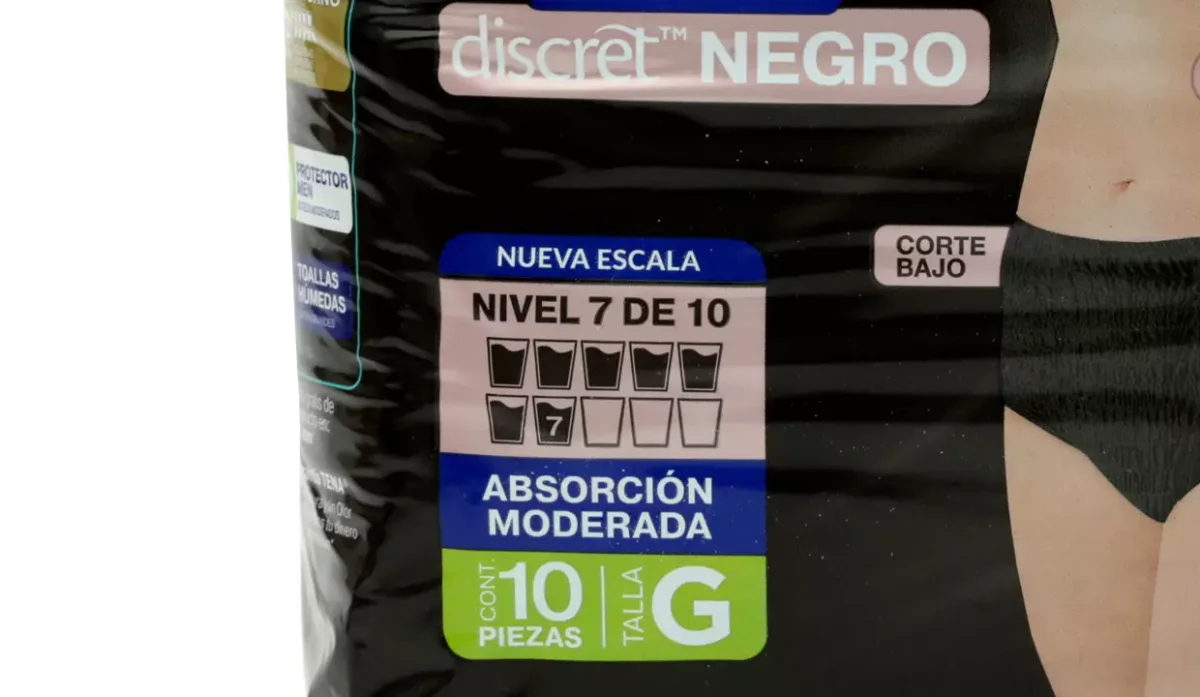 discret™ NEGRO
PROTECTOR
MEN
TOALLAS
HÚMEDAS
TENA®
NUEVA ESCALA
NIVEL 7 DE 10
7
ABSORCIÓN
MODERADA
CONT. 10
PIEZAS
TALLA G
CORTE
BAJO